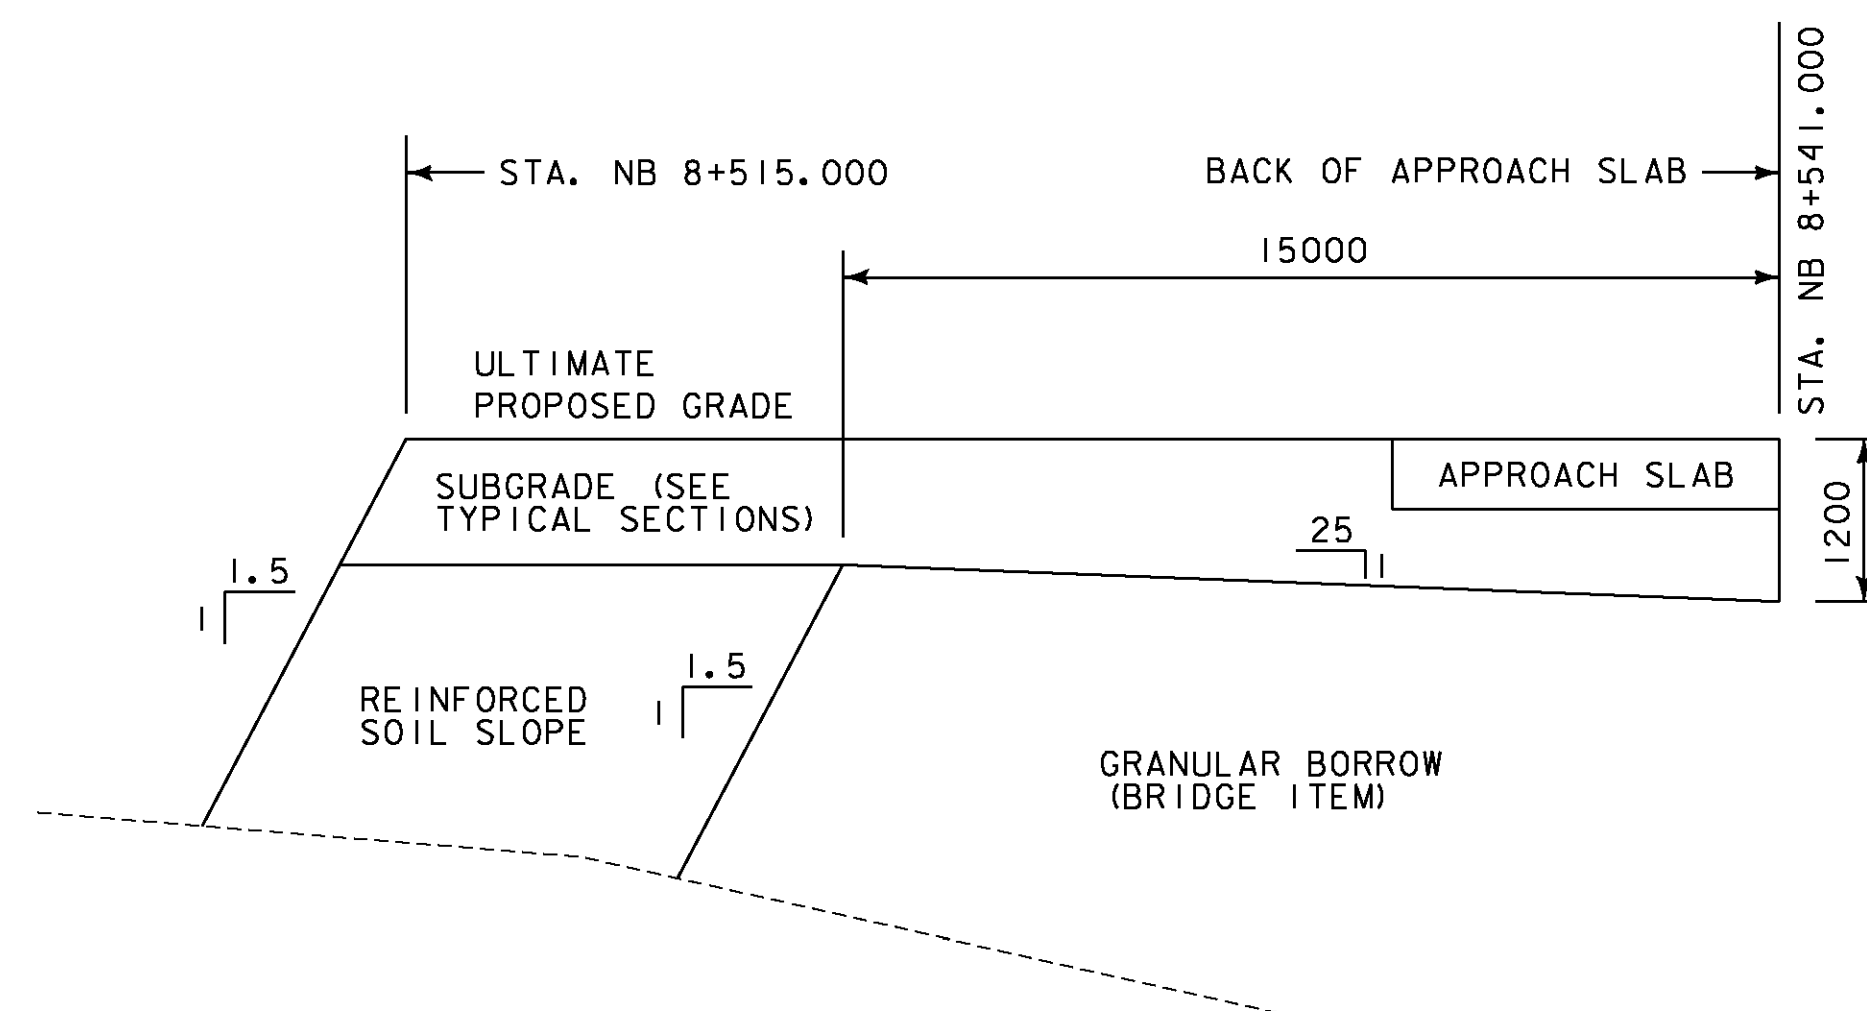 STA. NB 8+515.000
BACK OF APPROACH SLAB
STA. NB 8+541.000
15000
ULTIMATE
PROPOSED GRADE
SUBGRADE (SEE
TYPICAL SECTIONS)
APPROACH SLAB
1200
25
1
1.5
1
1.5
1
REINFORCED
SOIL SLOPE
GRANULAR BORROW
(BRIDGE ITEM)